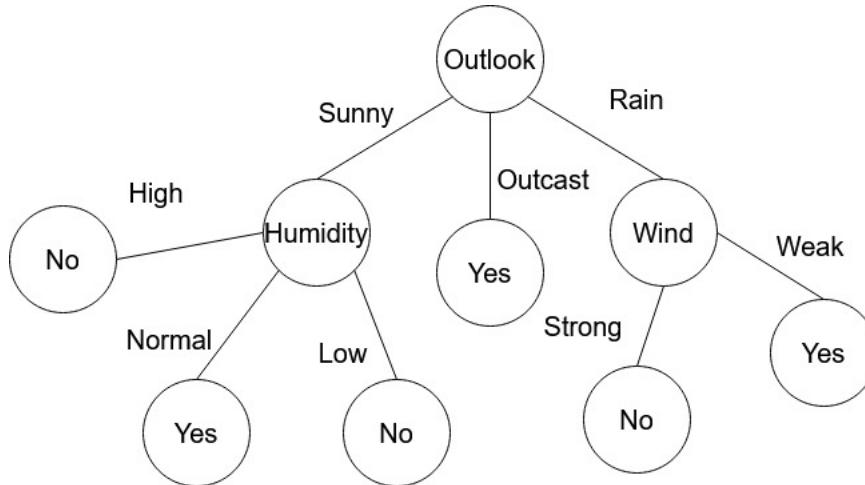 Outlook
Sunny
Rain
Outcast
High
Humidity
Wind
No
Yes
Weak
Normal
Low
Strong
Yes
Yes
No
No